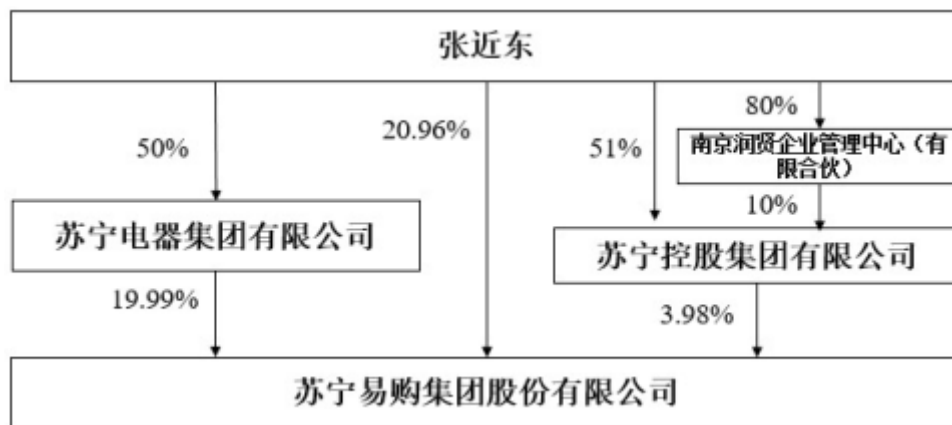 张近东
80%
20.96%
50%
51%
南京润贤企业管理中心（有
限合伙）
10%
苏宁电器集团有限公司
苏宁控股集团有限公司
19.99%
3.98%
苏宁易购集团股份有限公司